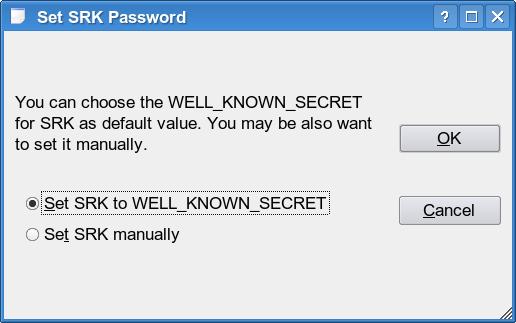 Set SRK Password
?
You can choose the WELL_KNOWN_SECRET
for SRK as default value. You may be also want
to set it manually.
OK
Set SRK to WELL_KNOWN_SECRET
Cancel
Set SRK manually